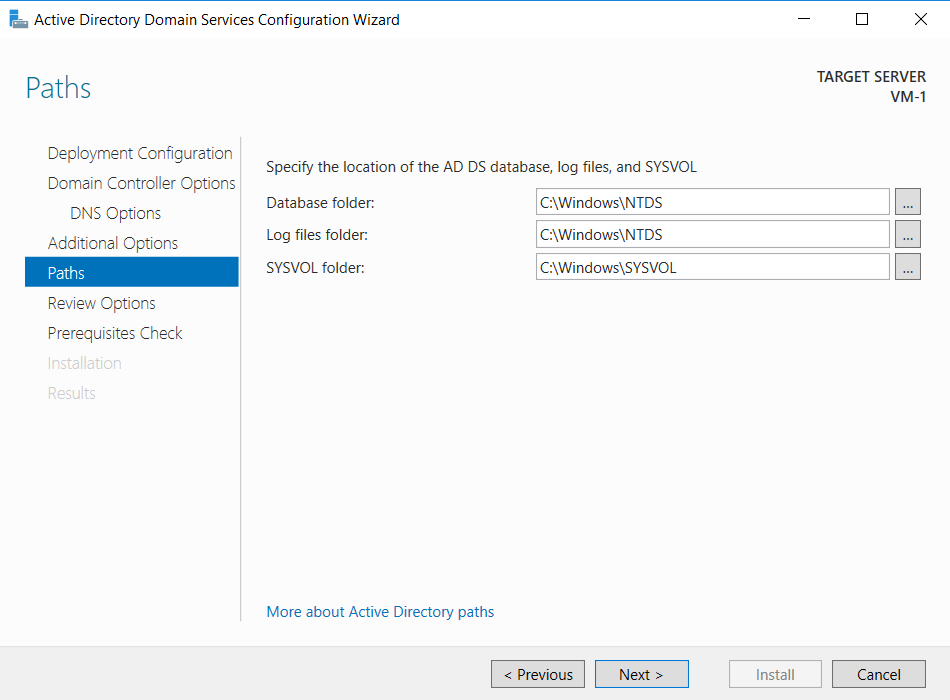 Active Directory Domain Services Configuration Wizard
Paths
TARGET SERVER
VM-1
Deployment Configuration
Domain Controller Options
DNS Options
Additional Options
Paths
Review Options
Prerequisites Check
Installation
Results
Specify the location of the AD DS database, log files, and SYSVOL
Database folder: C:\Windows\NTDS ...
Log files folder: C:\Windows\NTDS ...
SYSVOL folder: C:\Windows\SYSVOL ...
More about Active Directory paths
< Previous Next > Install Cancel